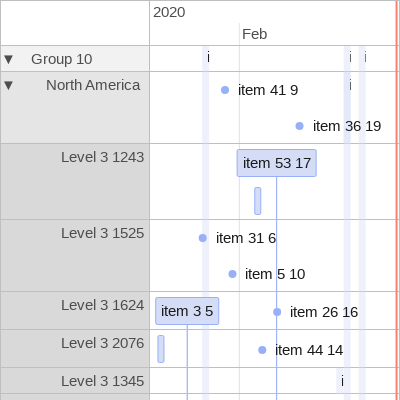 2020
Feb
▼ Group 10 i i i
▼ North America item 41 9 i
item 36 19
Level 3 1243 item 53 17
Level 3 1525 item 31 6
item 5 10
Level 3 1624 item 3 5 item 26 16
Level 3 2076 item 44 14
Level 3 1345 i